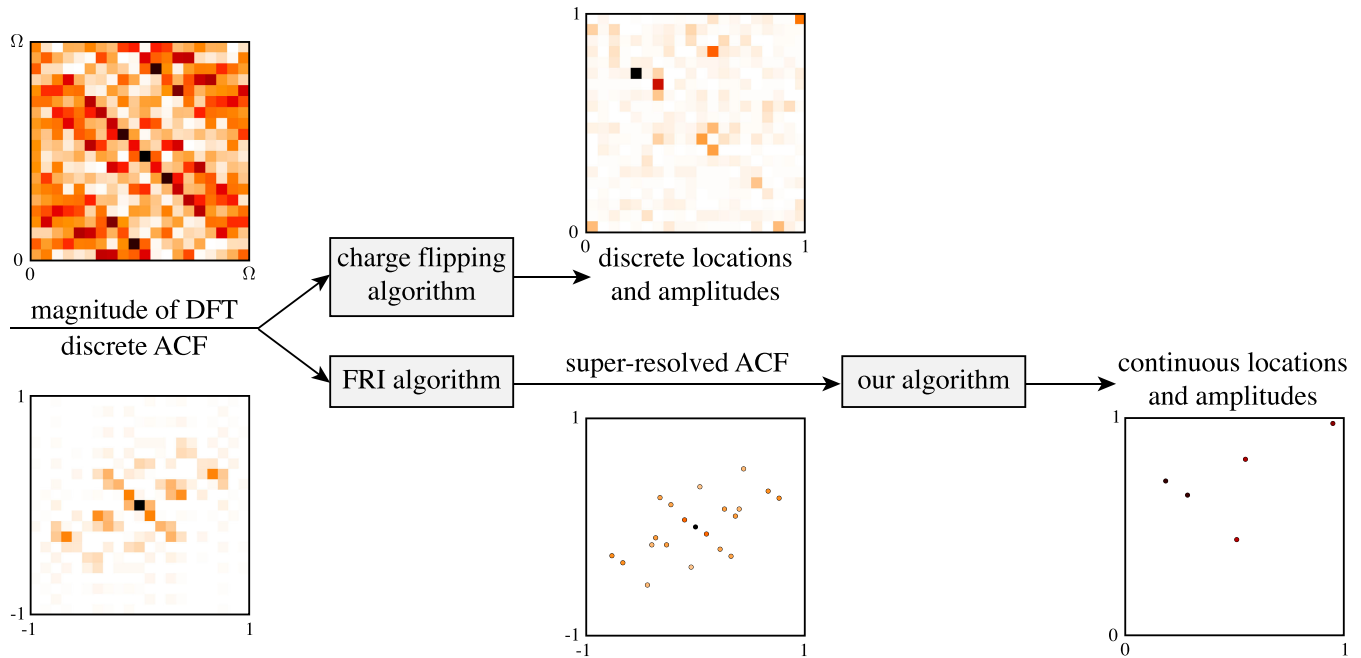 1
Ω
0
0
Ω
0
0
1
charge flipping
algorithm
discrete locations
and amplitudes
magnitude of DFT
discrete ACF
FRI algorithm
super-resolved ACF
our algorithm
continuous locations
and amplitudes
1
-1
-1
1
1
-1
-1
1
1
0
0
1